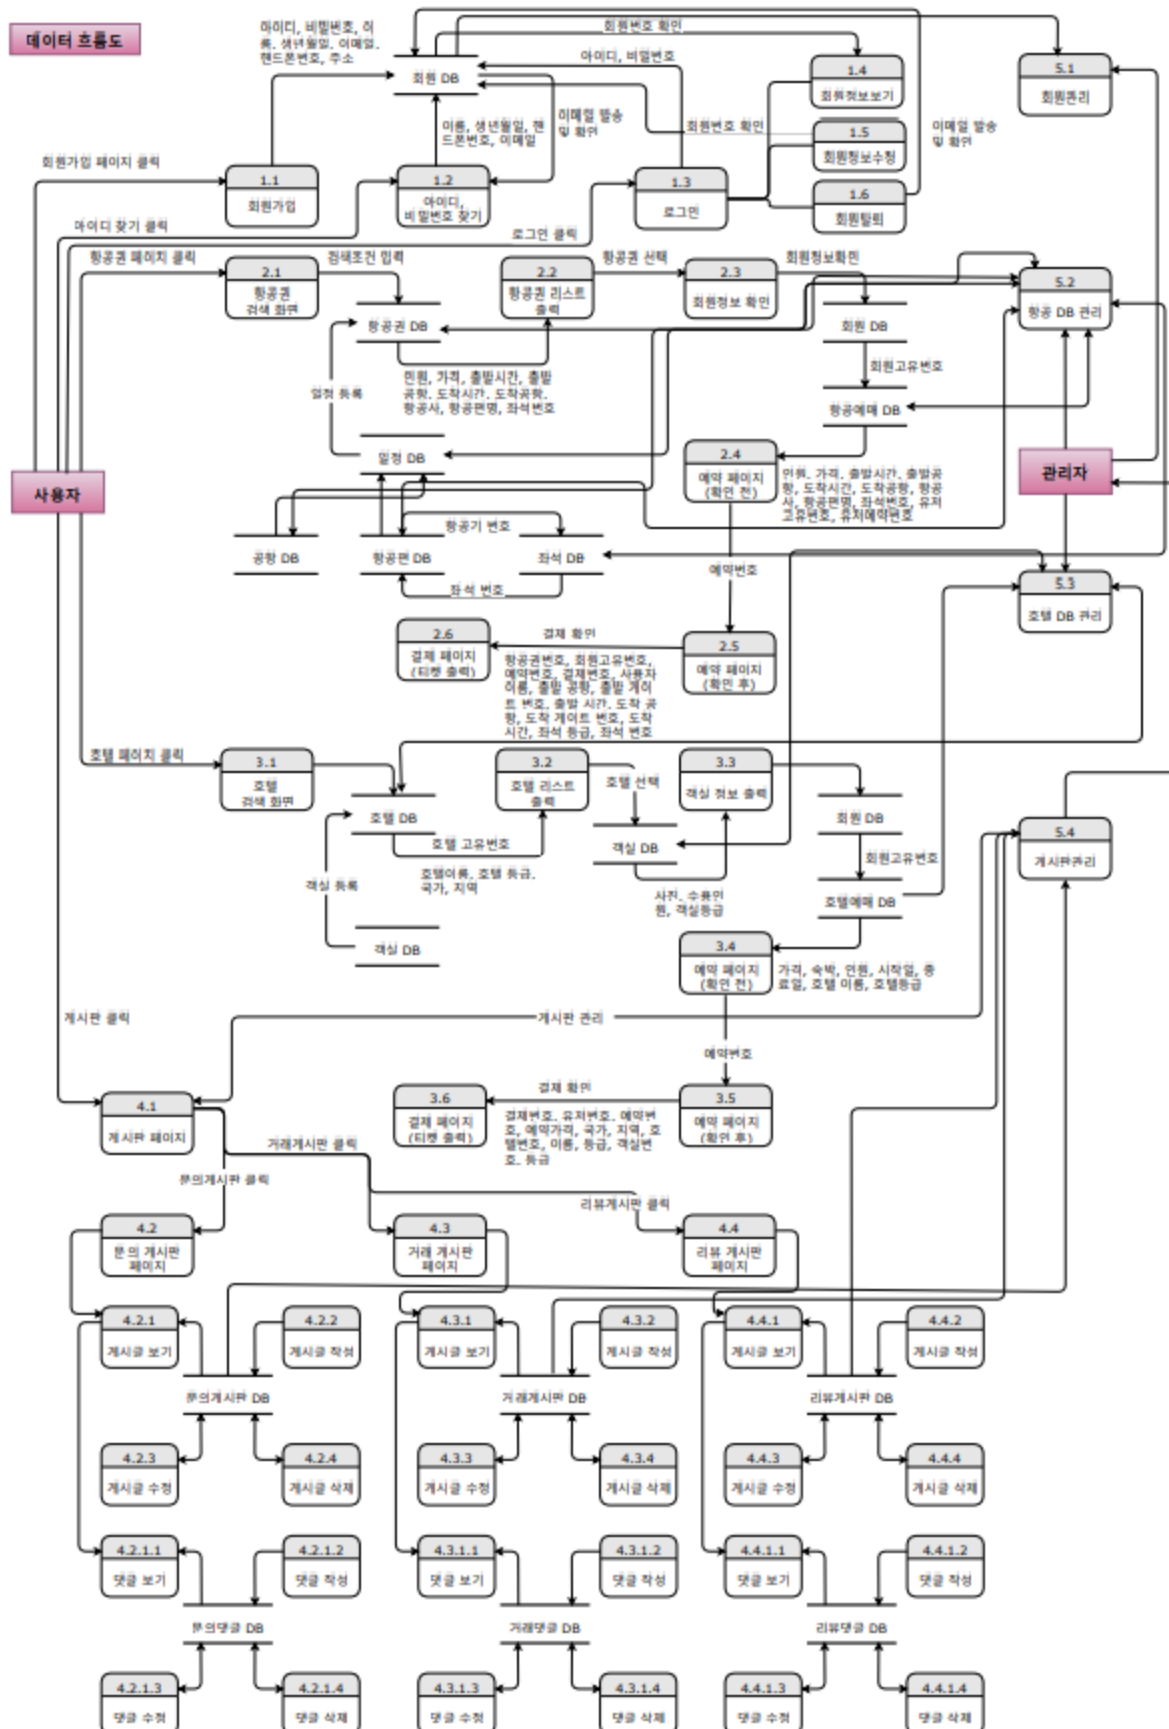 데이터 흐름도
아이디, 비밀번호, 이
름, 생년월일, 이메일,
핸드폰번호, 주소
회원 DB
회원번호 확인
아이디, 비밀번호
1.4
회원정보보기
5.1
회원관리
이름, 생년월일, 핸
드폰번호, 이메일
이메일 발송
및 확인
회원번호 확인
1.5
회원정보수정
이메일 발송
및 확인
회원가입 페이지 클릭
1.1
회원가입
1.2
아이디,
비밀번호 찾기
1.3
로그인
1.6
회원탈퇴
아이디 찾기 클릭
로그인 클릭
항공권 페이지 클릭
2.1
항공권
검색 화면
검색조건 입력
2.2
항공권 리스트
출력
항공권 선택
2.3
회원정보 확인
회원정보확인
5.2
항공 DB 관리
항공권 DB
회원 DB
일정 등록
인원, 가격, 출발시간, 출발
공항, 도착시간, 도착공항,
항공사, 항공편명, 좌석번호
회원고유번호
항공예매 DB
일정 DB
2.4
예약 페이지
(확인 전)
인원, 가격, 출발시간, 출발공
항, 도착시간, 도착공항, 항공
사, 항공편명, 좌석번호, 유저
고유번호, 유저예약번호
사용자
관리자
항공기 번호
공항 DB
항공편 DB
좌석 DB
좌석 번호
예약번호
5.3
호텔 DB 관리
2.6
결제 페이지
(티켓 출력)
결제 확인
2.5
예약 페이지
(확인 후)
항공권번호, 회원고유번호,
예약번호, 결제번호, 사용자
이름, 출발 공항, 출발 게이
트 번호, 출발 시간, 도착 공
항, 도착 게이트 번호, 도착
시간, 좌석 등급, 좌석 번호
호텔 페이지 클릭
3.1
호텔
검색 화면
3.2
호텔 리스트
출력
호텔 선택
3.3
객실 정보 출력
호텔 DB
회원 DB
호텔 고유번호
객실 DB
5.4
게시판관리
회원고유번호
호텔이름, 호텔 등급,
국가, 지역
객실 등록
사진, 수용인
원, 객실등급
호텔예매 DB
객실 DB
3.4
예약 페이지
(확인 전)
가격, 숙박, 인원, 시작일, 종
료일, 호텔 이름, 호텔등급
게시판 클릭
게시판 관리
예약번호
4.1
게시판 페이지
3.6
결제 페이지
(티켓 출력)
결제 확인
3.5
예약 페이지
(확인 후)
결제번호, 유저번호, 예약번
호, 예약가격, 국가, 지역, 호
텔번호, 이름, 등급, 객실번
호, 등급
거래게시판 클릭
문의게시판 클릭
리뷰게시판 클릭
4.2
문의 게시판
페이지
4.3
거래 게시판
페이지
4.4
리뷰 게시판
페이지
4.2.1
게시글 보기
4.2.2
게시글 작성
4.3.1
게시글 보기
4.3.2
게시글 작성
4.4.1
게시글 보기
4.4.2
게시글 작성
문의게시판 DB
거래게시판 DB
리뷰게시판 DB
4.2.3
게시글 수정
4.2.4
게시글 삭제
4.3.3
게시글 수정
4.3.4
게시글 삭제
4.4.3
게시글 수정
4.4.4
게시글 삭제
4.2.1.1
댓글 보기
4.2.1.2
댓글 작성
4.3.1.1
댓글 보기
4.3.1.2
댓글 작성
4.4.1.1
댓글 보기
4.4.1.2
댓글 작성
문의댓글 DB
거래댓글 DB
리뷰댓글 DB
4.2.1.3
댓글 수정
4.2.1.4
댓글 삭제
4.3.1.3
댓글 수정
4.3.1.4
댓글 삭제
4.4.1.3
댓글 수정
4.4.1.4
댓글 삭제